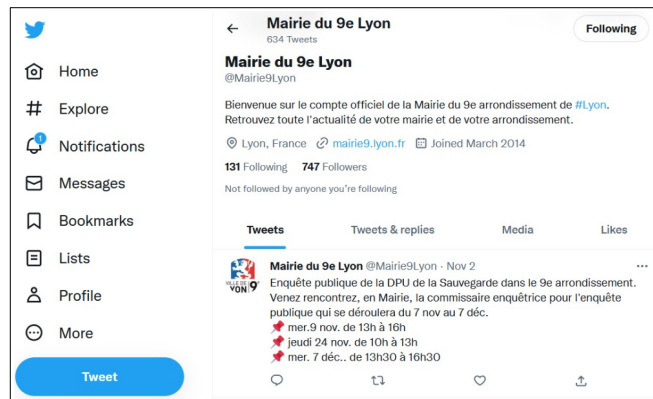 Mairie du 9e Lyon
634 Tweets
Following
Mairie du 9e Lyon
@Mairie9Lyon
Bienvenue sur le compte officiel de la Mairie du 9e arrondissement de #Lyon.
Retrouvez toute l'actualité de votre mairie et de votre arrondissement.
Lyon, France mairie9.lyon.fr Joined March 2014
131 Following 747 Followers
Not followed by anyone you're following
Home
Explore
1
Notifications
Messages
Bookmarks
Lists
Profile
More
Tweet
Tweets Tweets & replies Media Likes
VILLE DE
LYON 9e
Mairie du 9e Lyon @Mairie9Lyon · Nov 2
Enquête publique de la DPU de la Sauvegarde dans le 9e arrondissement.
Venez rencontrez, en Mairie, la commissaire enquêtrice pour l'enquête
publique qui se déroulera du 7 nov au 7 déc.
📌 mer.9 nov. de 13h à 16h
📌 jeudi 24 nov. de 10h à 13h
📌 mer. 7 déc.. de 13h30 à 16h30